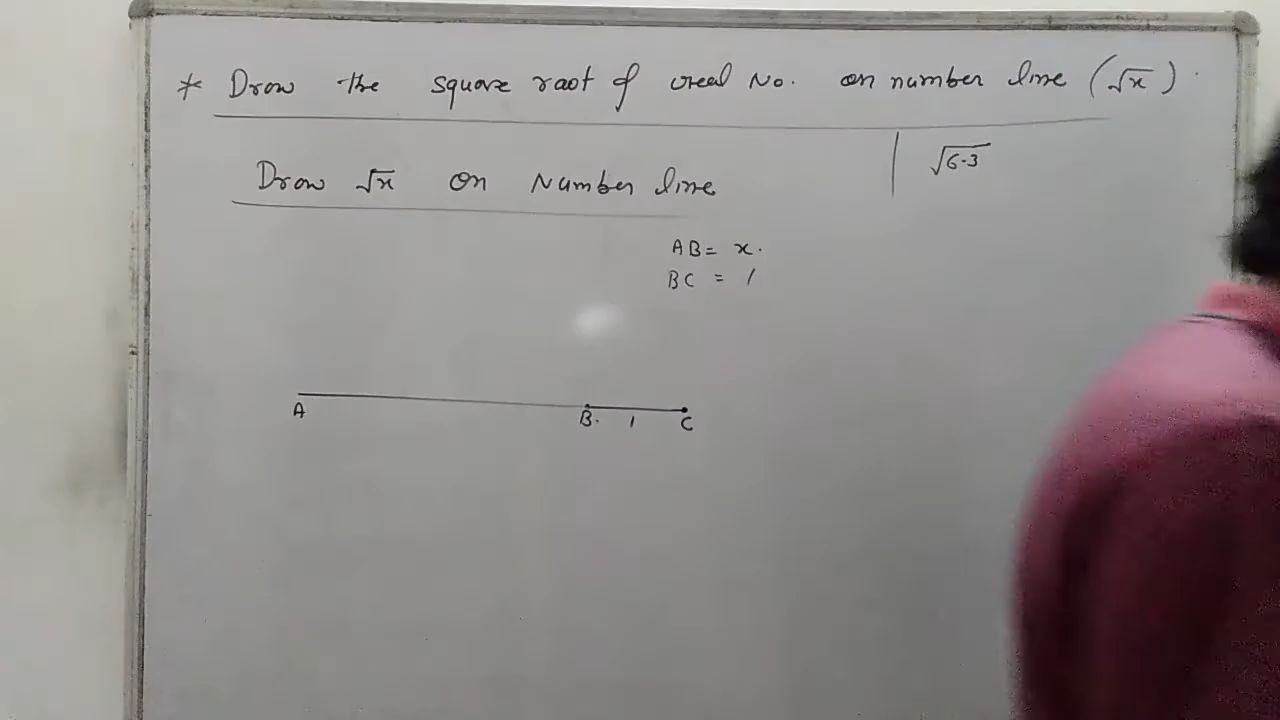 * Draw the square root of real No. on number line (√x).
√6.3
Draw √x on Number line
AB = x.
BC = 1
A B. 1 C